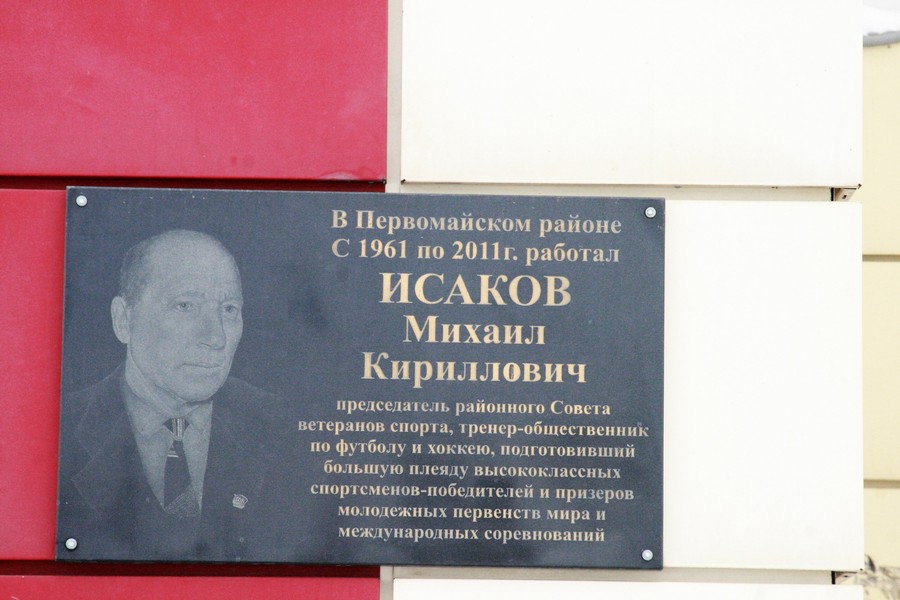 В Первомайском районе
С 1961 по 2011г. работал
ИСАКОВ
Михаил
Кириллович
председатель районного Совета
ветеранов спорта, тренер-общественник
по футболу и хоккею, подготовивший
большую плеяду высококлассных
спортсменов-победителей и призеров
молодежных первенств мира и
международных соревнований